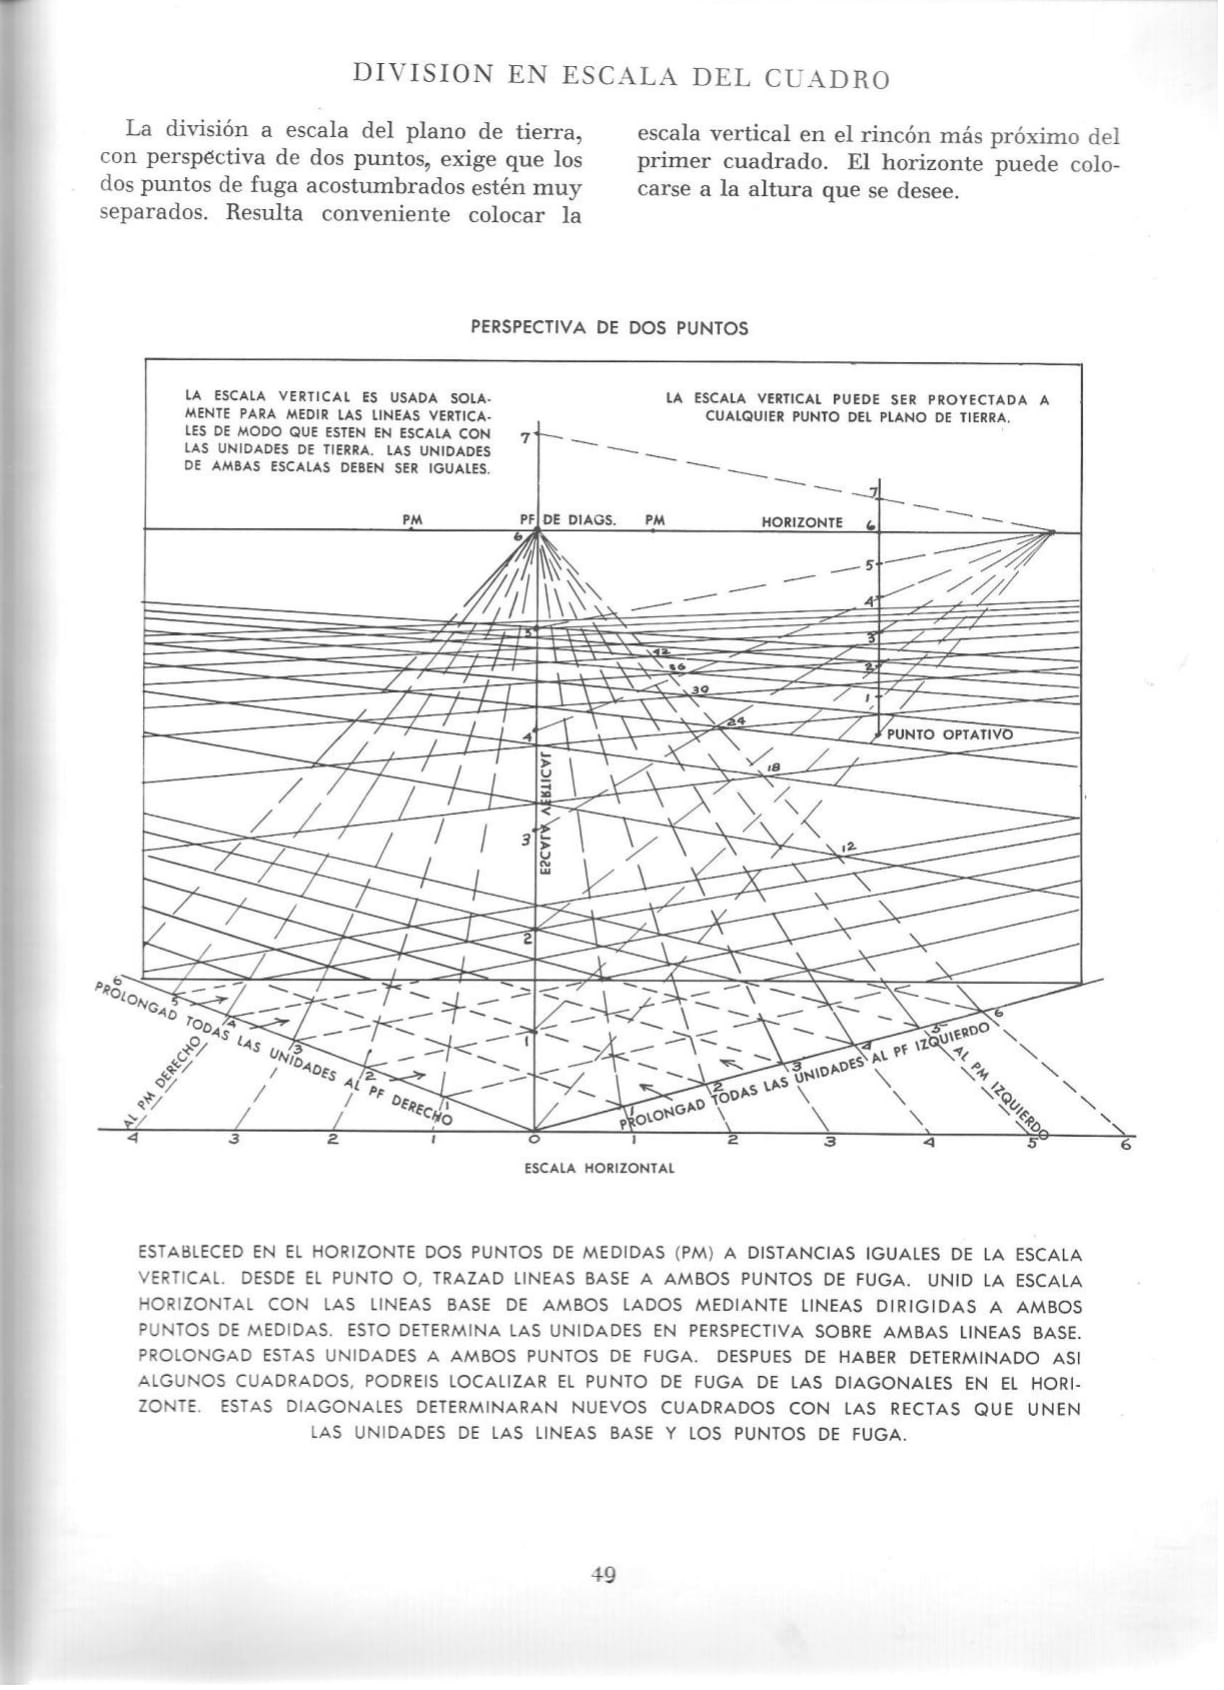 DIVISION EN ESCALA DEL CUADRO
La división a escala del plano de tierra,
con perspectiva de dos puntos, exige que los
dos puntos de fuga acostumbrados estén muy
separados. Resulta conveniente colocar la
escala vertical en el rincón más próximo del
primer cuadrado. El horizonte puede colo-
carse a la altura que se desee.
PERSPECTIVA DE DOS PUNTOS
LA ESCALA VERTICAL ES USADA SOLA-
MENTE PARA MEDIR LAS LINEAS VERTICA-
LES DE MODO QUE ESTEN EN ESCALA CON
LAS UNIDADES DE TIERRA. LAS UNIDADES
DE AMBAS ESCALAS DEBEN SER IGUALES.
LA ESCALA VERTICAL PUEDE SER PROYECTADA A
CUALQUIER PUNTO DEL PLANO DE TIERRA.
7
7
PM
PF DE DIAGS.
PM
HORIZONTE
6
6
5
4
5
3
42
36
2
30
1
24
4
PUNTO OPTATIVO
18
ESCALA VERTICAL
3
12
2
1
6
5
4
3
2
1
PROLONGAD TODAS LAS UNIDADES AL PF DERECHO
AL PM DERECHO
1
2
3
4
5
6
PROLONGAD TODAS LAS UNIDADES AL PF IZQUIERDO
AL PM IZQUIERDO
4 3 2 1 0 1 2 3 4 5 6
ESCALA HORIZONTAL
ESTABLECED EN EL HORIZONTE DOS PUNTOS DE MEDIDAS (PM) A DISTANCIAS IGUALES DE LA ESCALA
VERTICAL. DESDE EL PUNTO O, TRAZAD LINEAS BASE A AMBOS PUNTOS DE FUGA. UNID LA ESCALA
HORIZONTAL CON LAS LINEAS BASE DE AMBOS LADOS MEDIANTE LINEAS DIRIGIDAS A AMBOS
PUNTOS DE MEDIDAS. ESTO DETERMINA LAS UNIDADES EN PERSPECTIVA SOBRE AMBAS LINEAS BASE.
PROLONGAD ESTAS UNIDADES A AMBOS PUNTOS DE FUGA. DESPUES DE HABER DETERMINADO ASI
ALGUNOS CUADRADOS, PODREIS LOCALIZAR EL PUNTO DE FUGA DE LAS DIAGONALES EN EL HORI-
ZONTE. ESTAS DIAGONALES DETERMINARAN NUEVOS CUADRADOS CON LAS RECTAS QUE UNEN
LAS UNIDADES DE LAS LINEAS BASE Y LOS PUNTOS DE FUGA.
49